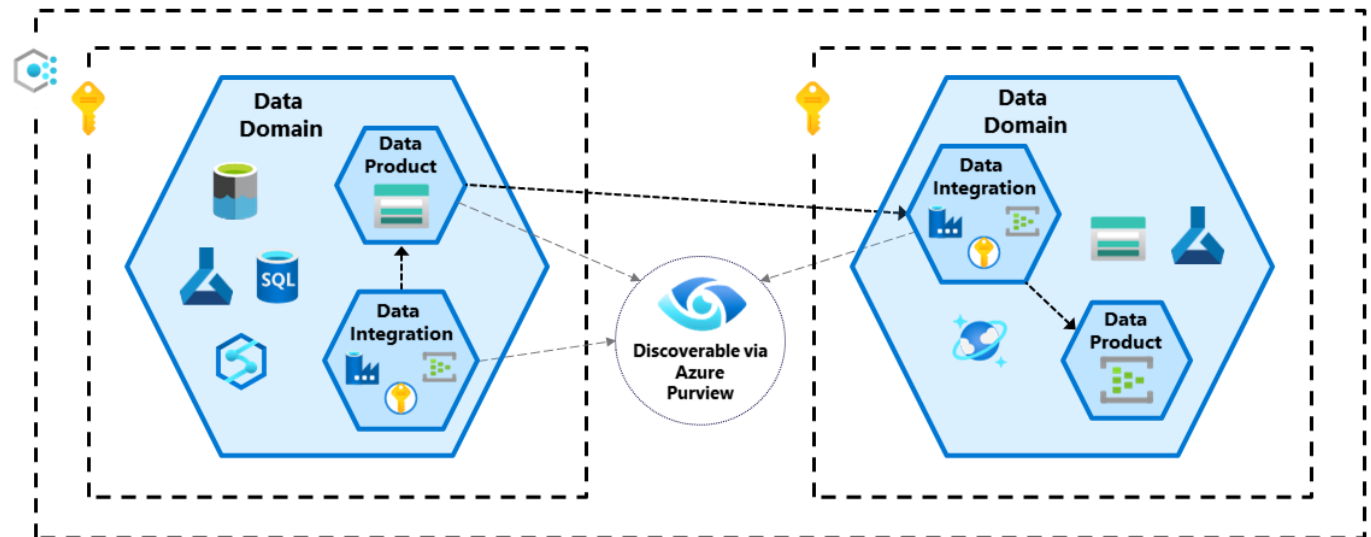 Data
Domain
Data
Product
SQL
Data
Integration
Discoverable via
Azure
Purview
Data
Domain
Data
Integration
Data
Product